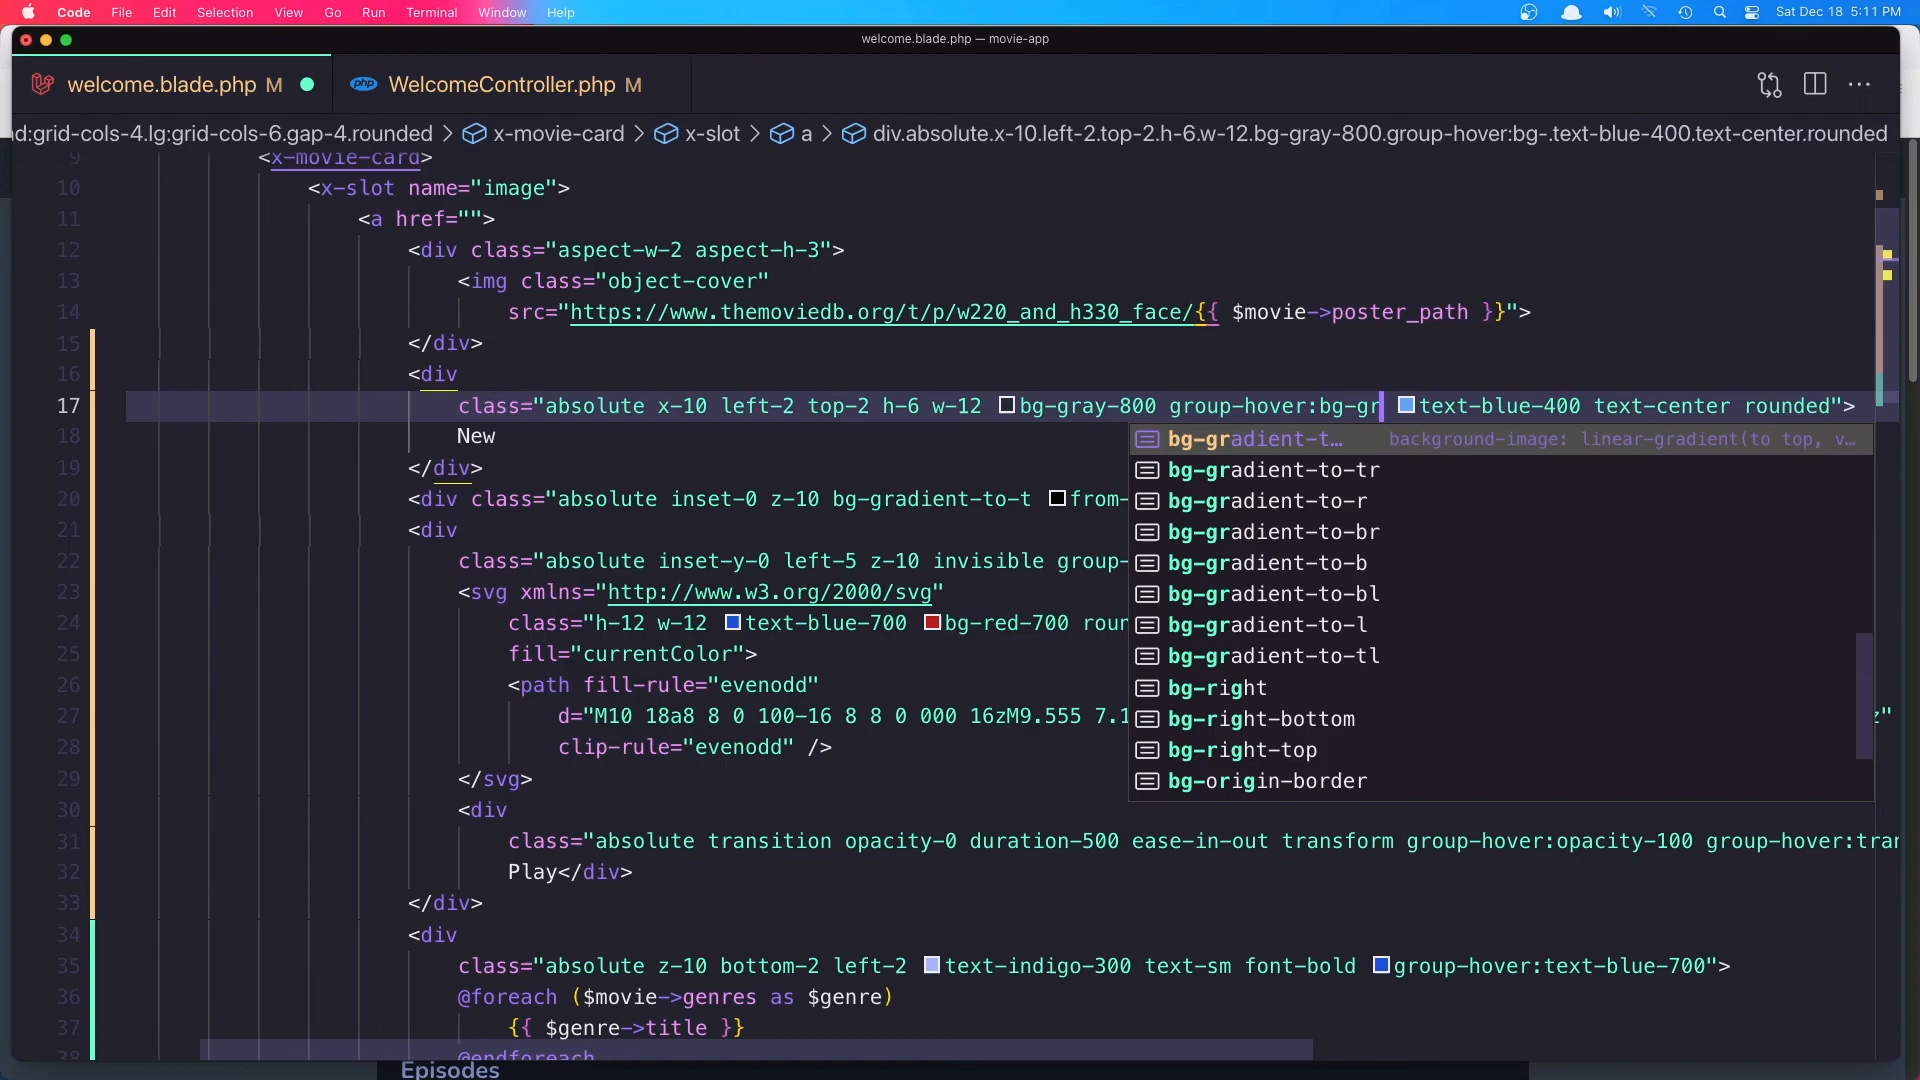 Code File Edit Selection View Go Run Terminal Window Help Sat Dec 18 5:11 PM
welcome.blade.php — movie-app
welcome.blade.php M php WelcomeController.php M
nd:grid-cols-4.lg:grid-cols-6.gap-4.rounded > x-movie-card > x-slot > a > div.absolute.x-10.left-2.top-2.h-6.w-12.bg-gray-800.group-hover:bg-.text-blue-400.text-center.rounded
9 <x-movie-card>
10 <x-slot name="image">
11 <a href="">
12 <div class="aspect-w-2 aspect-h-3">
13 <img class="object-cover"
14 src="https://www.themoviedb.org/t/p/w220_and_h330_face/{{ $movie->poster_path }}">
15 </div>
16 <div
17 class="absolute x-10 left-2 top-2 h-6 w-12 bg-gray-800 group-hover:bg-gr text-blue-400 text-center rounded">
18 New
bg-gradient-t… background-image: linear-gradient(to top, v…
19 </div>
bg-gradient-to-tr
20 <div class="absolute inset-0 z-10 bg-gradient-to-t from-
bg-gradient-to-r
21 <div
bg-gradient-to-br
22 class="absolute inset-y-0 left-5 z-10 invisible group-
bg-gradient-to-b
23 <svg xmlns="http://www.w3.org/2000/svg"
bg-gradient-to-bl
24 class="h-12 w-12 text-blue-700 bg-red-700 roun
bg-gradient-to-l
25 fill="currentColor">
bg-gradient-to-tl
26 <path fill-rule="evenodd"
bg-right
27 d="M10 18a8 8 0 100-16 8 8 0 000 16zM9.555 7.1 z"
bg-right-bottom
28 clip-rule="evenodd" />
bg-right-top
29 </svg>
bg-origin-border
30 <div
31 class="absolute transition opacity-0 duration-500 ease-in-out transform group-hover:opacity-100 group-hover:tran
32 Play</div>
33 </div>
34 <div
35 class="absolute z-10 bottom-2 left-2 text-indigo-300 text-sm font-bold group-hover:text-blue-700">
36 @foreach ($movie->genres as $genre)
37 {{ $genre->title }}
38 @endforeach
Episodes